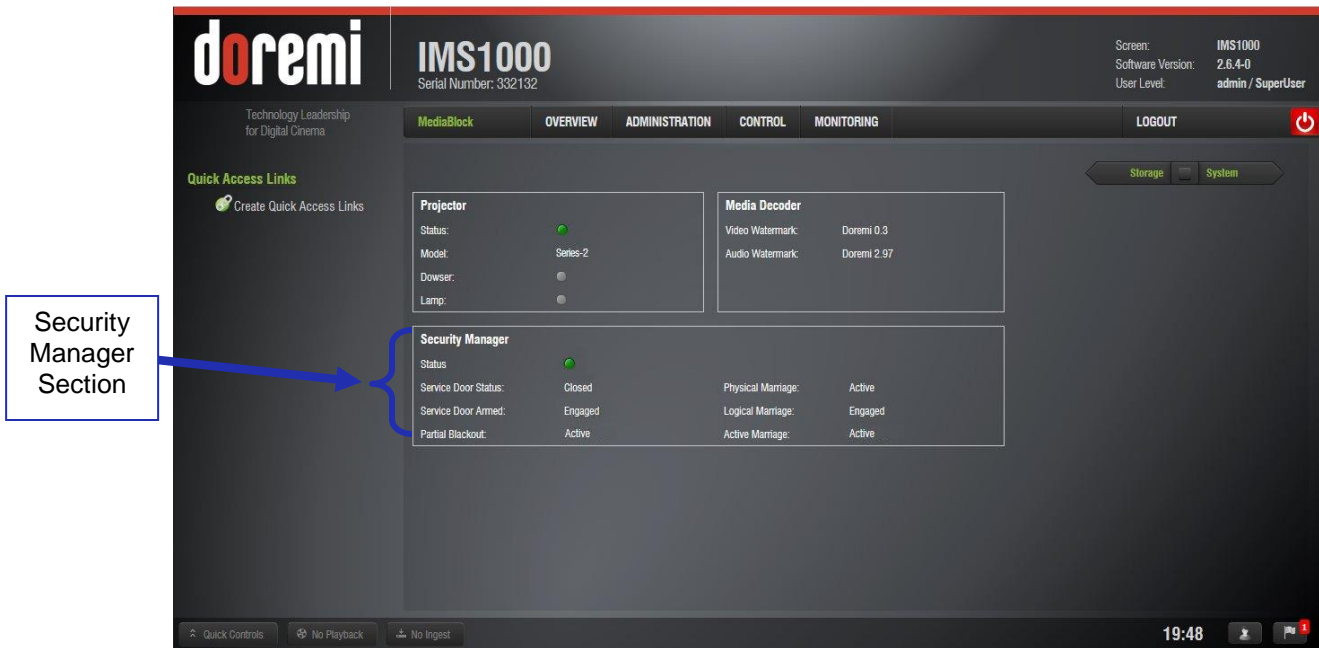 doremi
IMS1000
Serial Number: 332132
Screen: IMS1000
Software Version: 2.6.4-0
User Level: admin / SuperUser
Technology Leadership
for Digital Cinema
MediaBlock OVERVIEW ADMINISTRATION CONTROL MONITORING LOGOUT
Quick Access Links
Create Quick Access Links
Storage System
Projector
Status:
Model: Series-2
Dowser:
Lamp:
Media Decoder
Video Watermark: Doremi 0.3
Audio Watermark: Doremi 2.97
Security
Manager
Section
Security Manager
Status
Service Door Status: Closed Physical Marriage: Active
Service Door Armed: Engaged Logical Marriage: Engaged
Partial Blackout: Active Active Marriage: Active
Quick Controls No Playback No Ingest 19:48 1